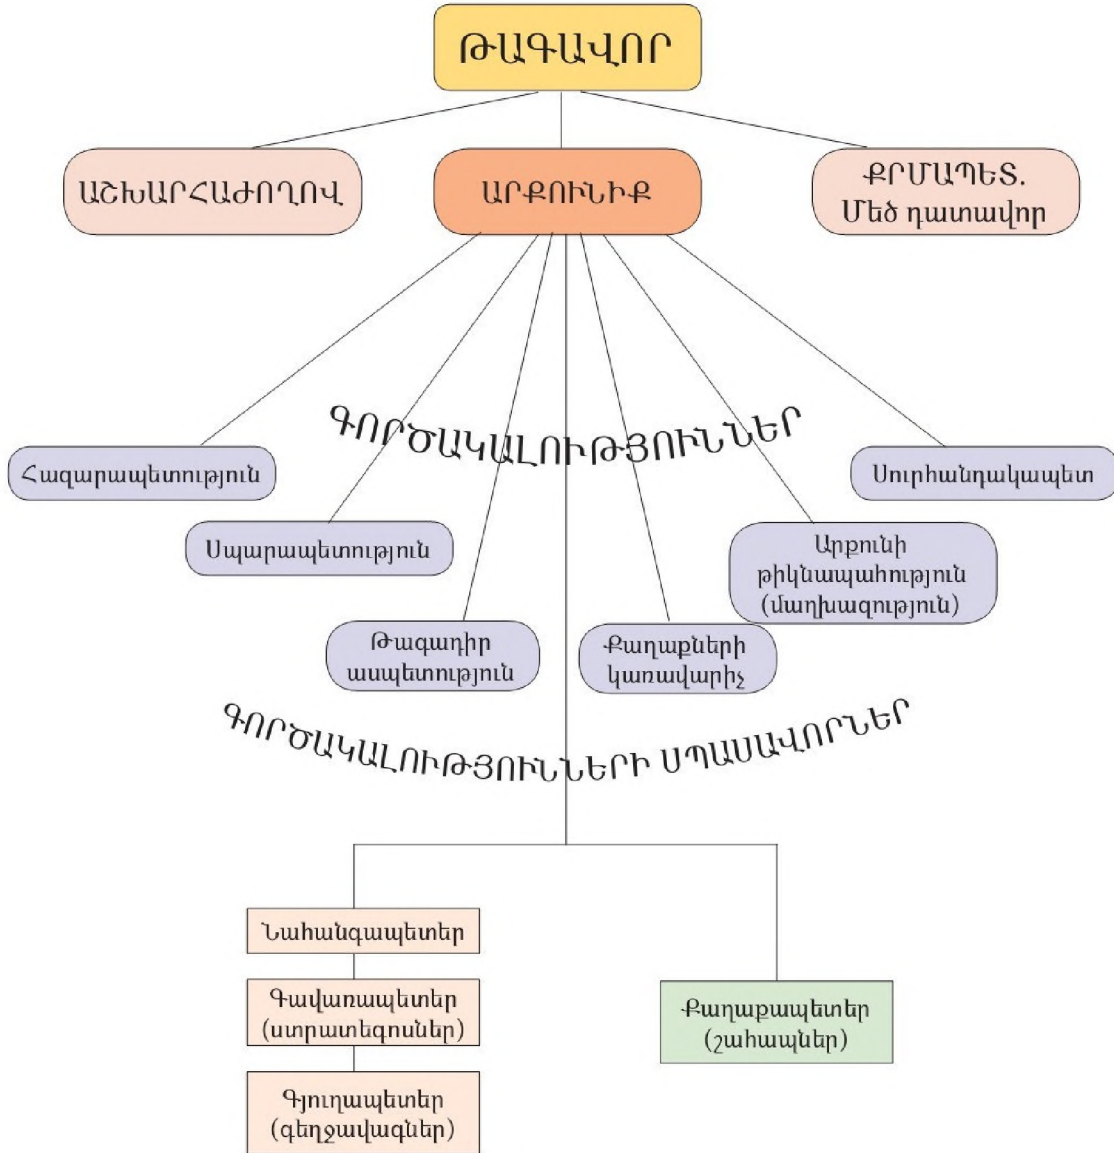 ԹԱԳԱՎՈՐ
ԱՇԽԱՐՀԱԺՈՂՈՎ
ԱՐՔՈՒՆԻՔ
ՔՐՄԱՊԵՏ.
Մեծ դատավոր
ԳՈՐԾԱԿԱԼՈՒԹՅՈՒՆՆԵՐ
Հազարապետություն
Սուրհանդակապետ
Սպարապետություն
Արքունի
թիկնապահություն
(մաղխազություն)
Թագադիր
ասպետություն
Քաղաքների
կառավարիչ
ԳՈՐԾԱԿԱԼՈՒԹՅՈՒՆՆԵՐԻ ՍՊԱՍԱՎՈՐՆԵՐ
Նահանգապետեր
Գավառապետեր
(ստրատեգոսներ)
Գյուղապետեր
(գեղջավագներ)
Քաղաքապետեր
(շահապներ)